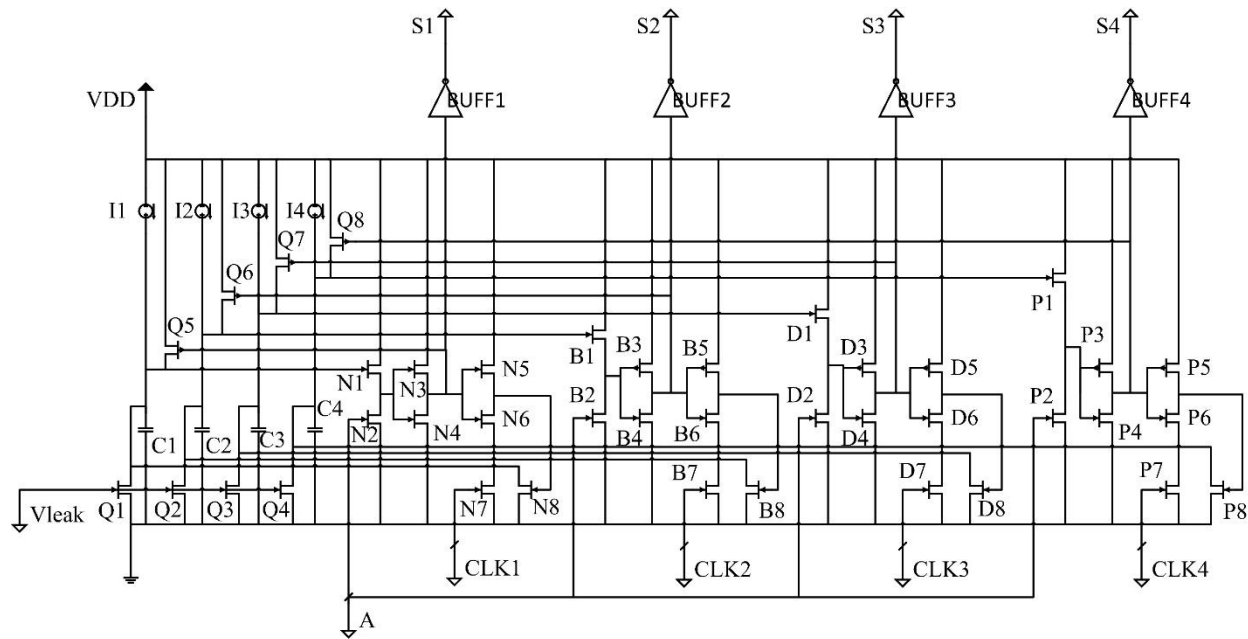 S1 S2 S3 S4
VDD BUFF1 BUFF2 BUFF3 BUFF4
I1 I2 I3 I4 Q8
Q7
Q6 P1
Q5 B1 B3 B5 D1 D3 D5 P3 P5
N1 N3 N5
C4 B2 D2 P2
C1 C2 C3 N2 N4 N6 B4 B6 D4 D6 P4 P6
B7 D7 P7
Vleak Q1 Q2 Q3 Q4 N7 N8 B8 D8 P8
CLK1 CLK2 CLK3 CLK4
A